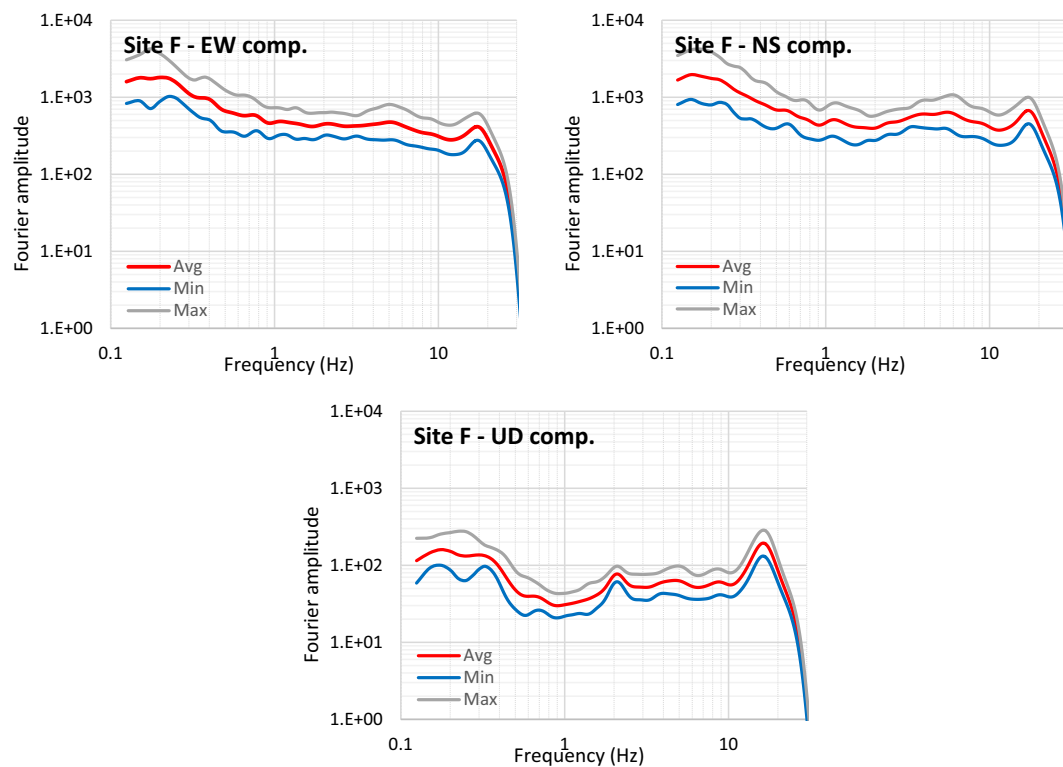 1.E+04
Site F - EW comp.
1.E+03
1.E+02
1.E+01
1.E+00
Fourier amplitude
Avg
Min
Max
0.1
1
10
Frequency (Hz)
1.E+04
Site F - NS comp.
1.E+03
1.E+02
1.E+01
1.E+00
Fourier amplitude
Avg
Min
Max
0.1
1
10
Frequency (Hz)
1.E+04
Site F - UD comp.
1.E+03
1.E+02
1.E+01
1.E+00
Fourier amplitude
Avg
Min
Max
0.1
1
10
Frequency (Hz)